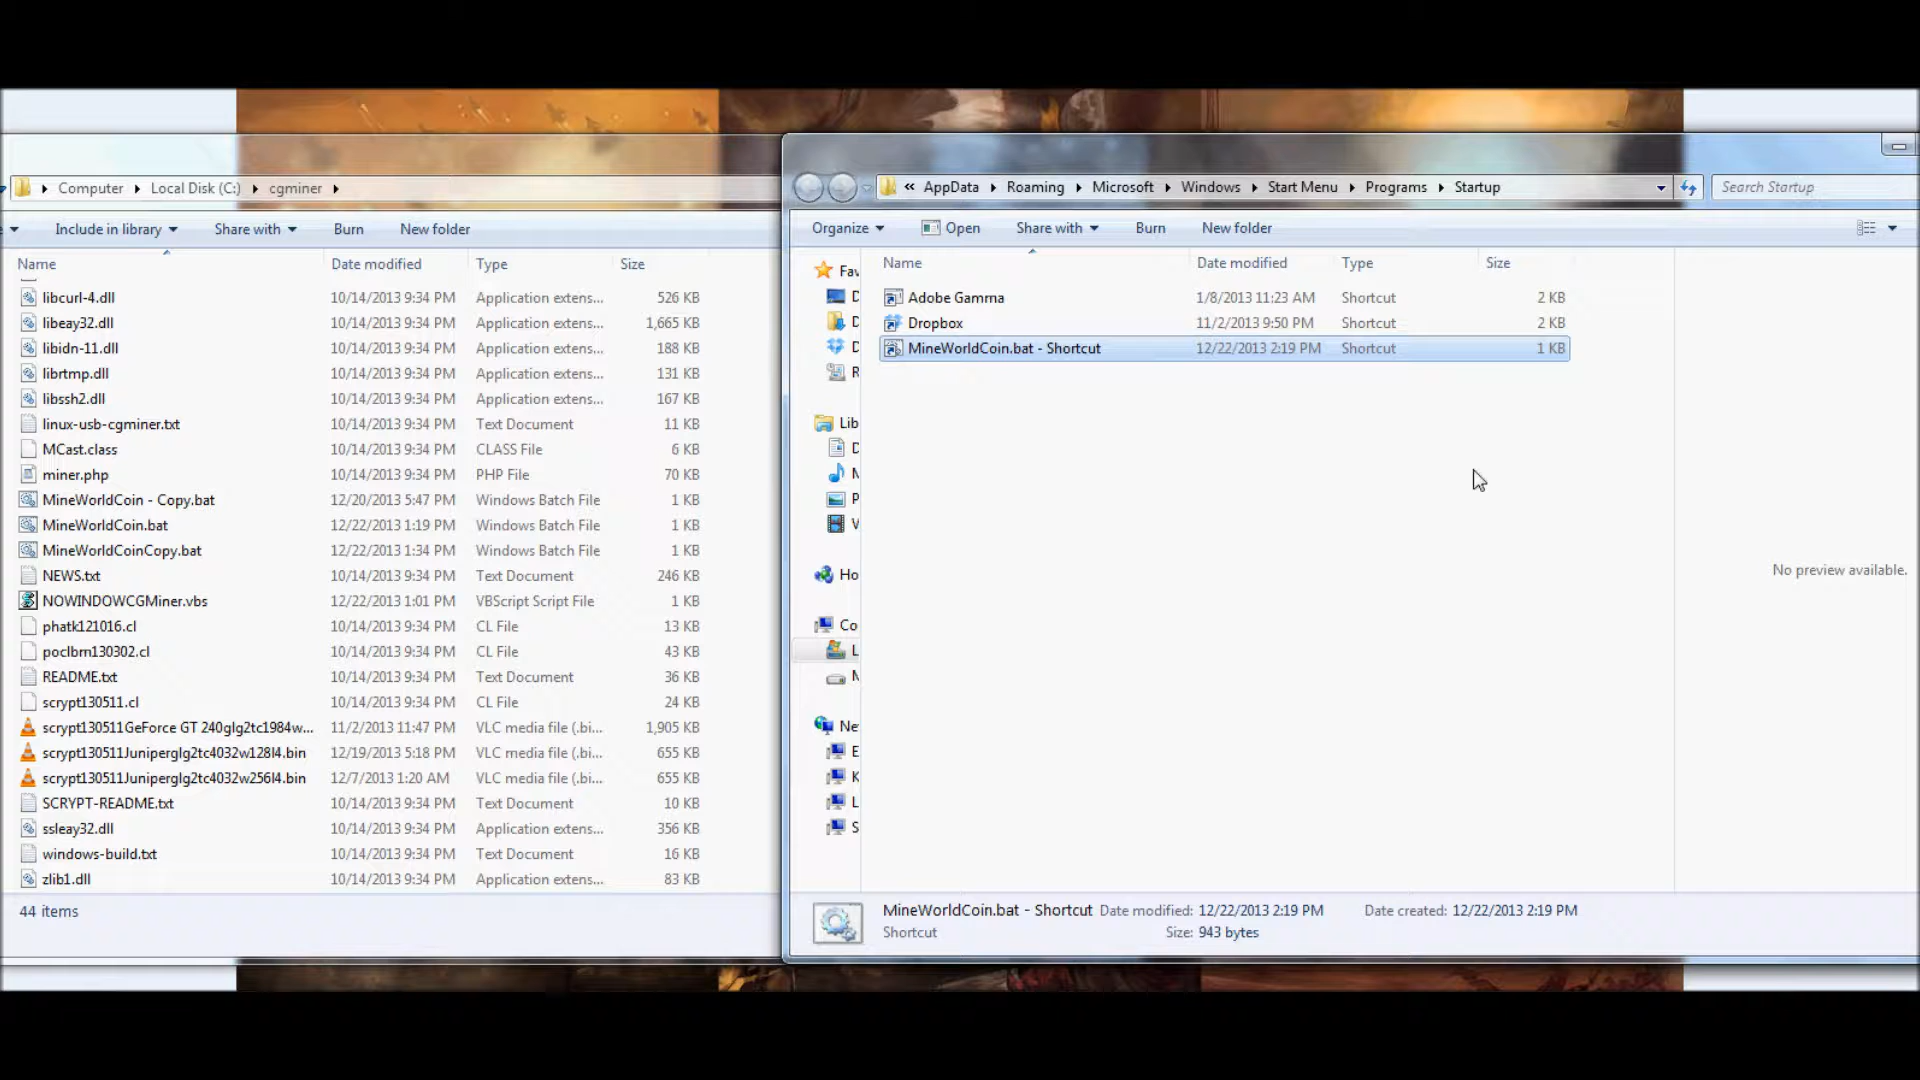 Computer Local Disk (C:) cgminer
Include in library Share with Burn New folder
Name Date modified Type Size
libcurl-4.dll 10/14/2013 9:34 PM Application extens... 526 KB
libeay32.dll 10/14/2013 9:34 PM Application extens... 1,665 KB
libidn-11.dll 10/14/2013 9:34 PM Application extens... 188 KB
librtmp.dll 10/14/2013 9:34 PM Application extens... 131 KB
libssh2.dll 10/14/2013 9:34 PM Application extens... 167 KB
linux-usb-cgminer.txt 10/14/2013 9:34 PM Text Document 11 KB
MCast.class 10/14/2013 9:34 PM CLASS File 6 KB
miner.php 10/14/2013 9:34 PM PHP File 70 KB
MineWorldCoin - Copy.bat 12/20/2013 5:47 PM Windows Batch File 1 KB
MineWorldCoin.bat 12/22/2013 1:19 PM Windows Batch File 1 KB
MineWorldCoinCopy.bat 12/22/2013 1:34 PM Windows Batch File 1 KB
NEWS.txt 10/14/2013 9:34 PM Text Document 246 KB
NOWINDOWCGMiner.vbs 12/22/2013 1:01 PM VBScript Script File 1 KB
phatk121016.cl 10/14/2013 9:34 PM CL File 13 KB
poclbm130302.cl 10/14/2013 9:34 PM CL File 43 KB
README.txt 10/14/2013 9:34 PM Text Document 36 KB
scrypt130511.cl 10/14/2013 9:34 PM CL File 24 KB
scrypt130511GeForce GT 240glg2tc1984w... 11/2/2013 11:47 PM VLC media file (.bi... 1,905 KB
scrypt130511Juniperglg2tc4032w128l4.bin 12/19/2013 5:18 PM VLC media file (.bi... 655 KB
scrypt130511Juniperglg2tc4032w256l4.bin 12/7/2013 1:20 AM VLC media file (.bi... 655 KB
SCRYPT-README.txt 10/14/2013 9:34 PM Text Document 10 KB
ssleay32.dll 10/14/2013 9:34 PM Application extens... 356 KB
windows-build.txt 10/14/2013 9:34 PM Text Document 16 KB
zlib1.dll 10/14/2013 9:34 PM Application extens... 83 KB
44 items
« AppData Roaming Microsoft Windows Start Menu Programs Startup
Search Startup
Organize Open Share with Burn New folder
Name Date modified Type Size
Adobe Gamma 1/8/2013 11:23 AM Shortcut 2 KB
Dropbox 11/2/2013 9:50 PM Shortcut 2 KB
MineWorldCoin.bat - Shortcut 12/22/2013 2:19 PM Shortcut 1 KB
Fav
D
D
D
R
Lib
D
M
P
V
Ho
Co
L
M
Ne
E
K
L
S
No preview available.
MineWorldCoin.bat - Shortcut Date modified: 12/22/2013 2:19 PM Date created: 12/22/2013 2:19 PM
Shortcut Size: 943 bytes